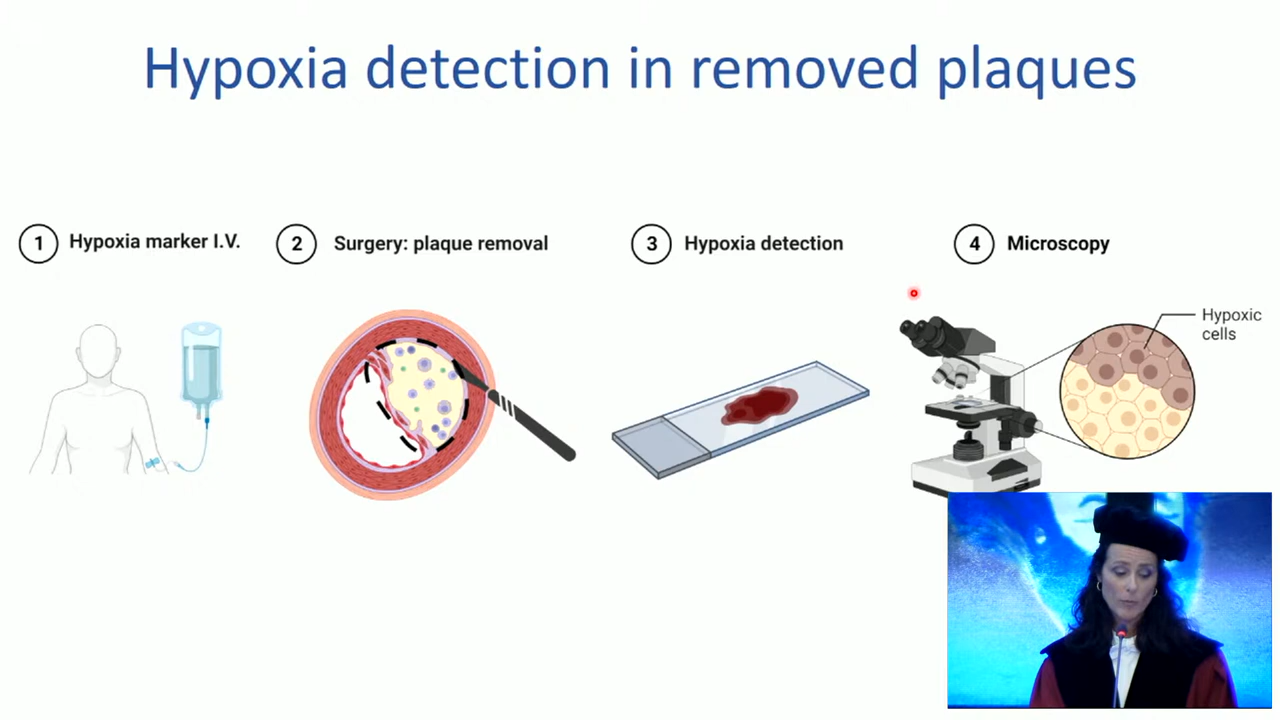 Hypoxia detection in removed plaques
1 Hypoxia marker I.V.
2 Surgery: plaque removal
3 Hypoxia detection
4 Microscopy
Hypoxic
cells